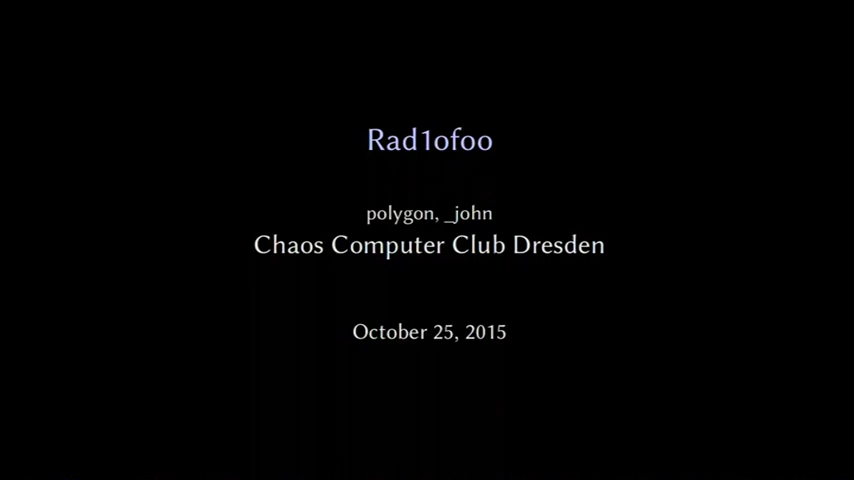 Rad1ofoo
polygon, _john
Chaos Computer Club Dresden
October 25, 2015